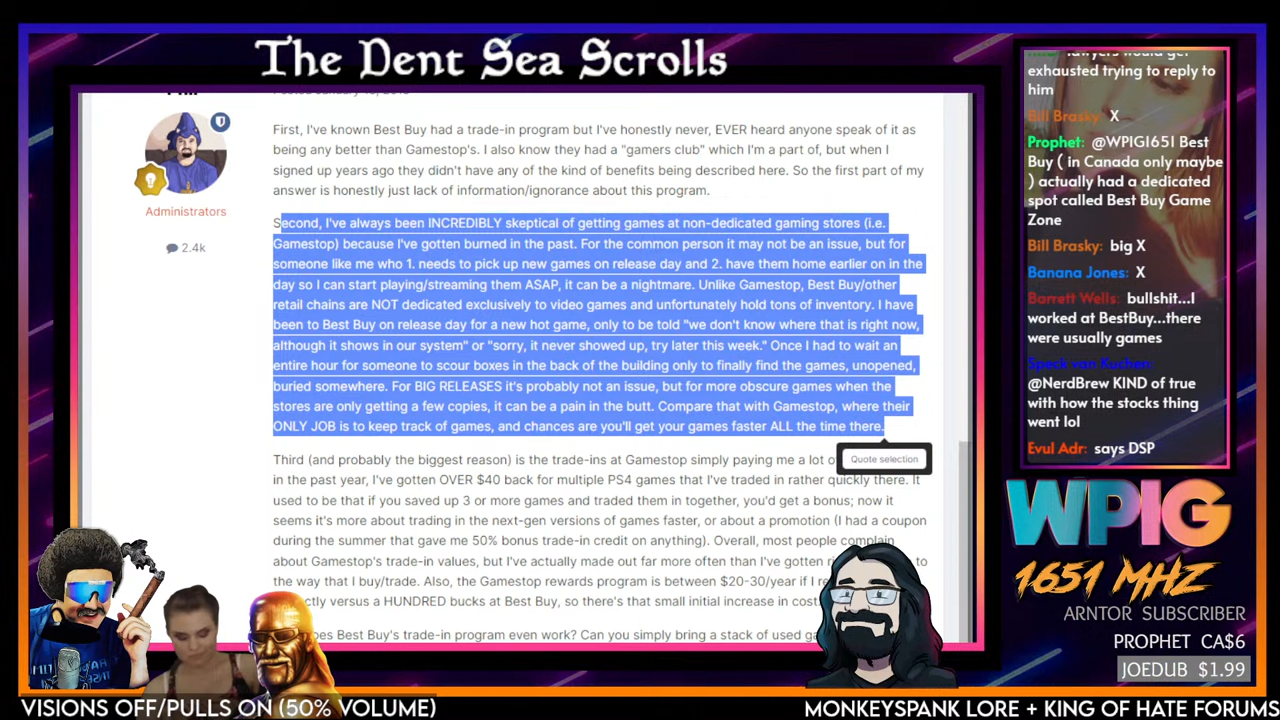 The Dent Sea Scrolls
First, I've known Best Buy had a trade-in program but I've honestly never, EVER heard anyone speak of it as
being any better than Gamestop's. I also know they had a "gamers club" which I'm a part of, but when I
signed up years ago they didn't have any of the kind of benefits being described here. So the first part of my
answer is honestly just lack of information/ignorance about this program.
Administrators
2.4k
Second, I've always been INCREDIBLY skeptical of getting games at non-dedicated gaming stores (i.e.
Gamestop) because I've gotten burned in the past. For the common person it may not be an issue, but for
someone like me who 1. needs to pick up new games on release day and 2. have them home earlier on in the
day so I can start playing/streaming them ASAP, it can be a nightmare. Unlike Gamestop, Best Buy/other
retail chains are NOT dedicated exclusively to video games and unfortunately hold tons of inventory. I have
been to Best Buy on release day for a new hot game, only to be told "we don't know where that is right now,
although it shows in our system" or "sorry, it never showed up, try later this week." Once I had to wait an
entire hour for someone to scour boxes in the back of the building only to finally find the games, unopened,
buried somewhere. For BIG RELEASES it's probably not an issue, but for more obscure games when the
stores are only getting a few copies, it can be a pain in the butt. Compare that with Gamestop, where their
ONLY JOB is to keep track of games, and chances are you'll get your games faster ALL the time there.
Quote selection
Third (and probably the biggest reason) is the trade-ins at Gamestop simply paying me a lot
in the past year, I've gotten OVER $40 back for multiple PS4 games that I've traded in rather quickly there. It
used to be that if you saved up 3 or more games and traded them in together, you'd get a bonus; now it
seems it's more about trading in the next-gen versions of games faster, or about a promotion (I had a coupon
during the summer that gave me 50% bonus trade-in credit on anything). Overall, most people complain
about Gamestop's trade-in values, but I've actually made out far more often than I've gotten to
the way that I buy/trade. Also, the Gamestop rewards program is between $20-30/year if I
versus a HUNDRED bucks at Best Buy, so there's that small initial increase in
Best Buy's trade-in program even work? Can you simply bring a stack of used
lawyers would get
exhausted trying to reply to
him
Bill Brasky: X
Prophet: @WPIG1651 Best
Buy ( in Canada only maybe
) actually had a dedicated
spot called Best Buy Game
Zone
Bill Brasky: big X
Banana Jones: X
Barrett Wells: bullshit...I
worked at BestBuy...there
were usually games
Speck van Kuchen:
@NerdBrew KIND of true
with how the stocks thing
went lol
Evul Adr: says DSP
WPIG
1651 MHZ
ARNTOR SUBSCRIBER
PROPHET CA$6
JOEDUB $1.99
VISIONS OFF/PULLS ON (50% VOLUME)
MONKEYSPANK LORE + KING OF HATE FORUMS